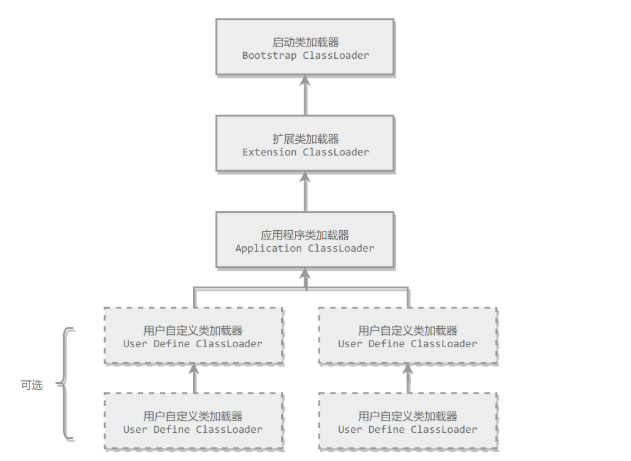 启动类加载器
Bootstrap ClassLoader
扩展类加载器
Extension ClassLoader
应用程序类加载器
Application ClassLoader
用户自定义类加载器
User Define ClassLoader
用户自定义类加载器
User Define ClassLoader
可选
用户自定义类加载器
User Define ClassLoader
用户自定义类加载器
User Define ClassLoader